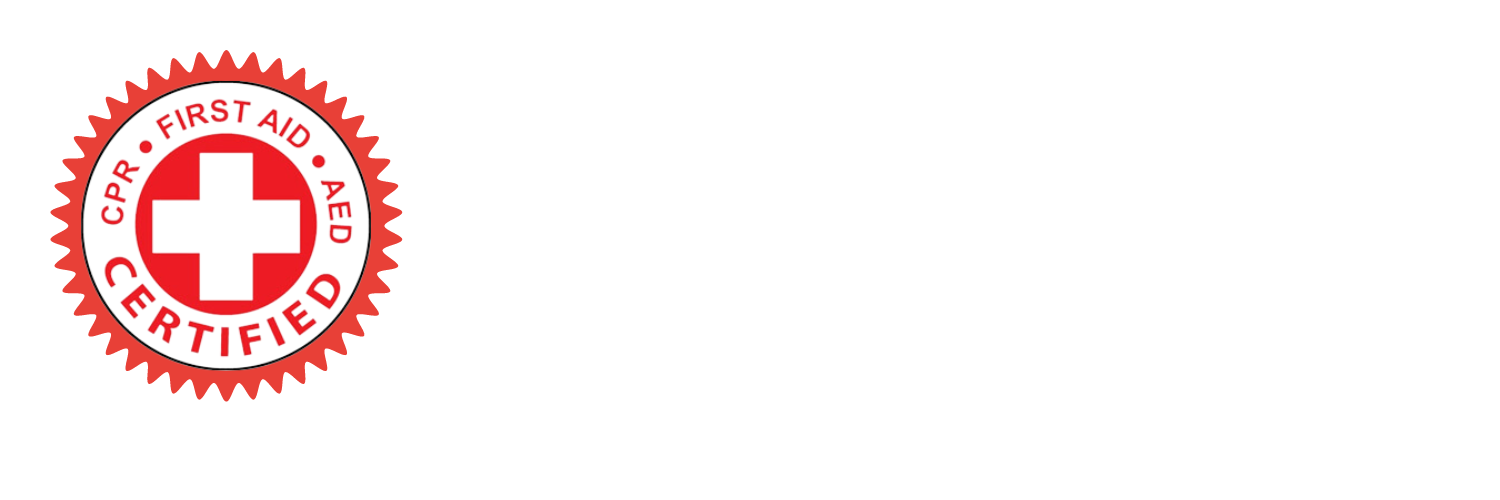 CPR • FIRST AID • AED
CERTIFIED